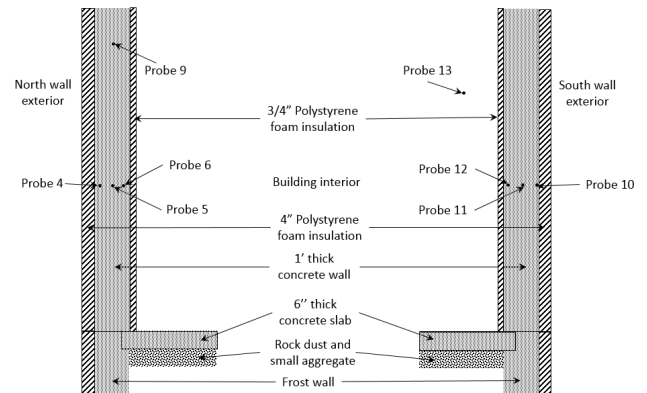 Probe 9
North wall
exterior
Probe 13
South wall
exterior
3/4” Polystyrene
foam insulation
Probe 6
Probe 4
Building interior
Probe 12
Probe 10
Probe 5
Probe 11
4” Polystyrene
foam insulation
1’ thick
concrete wall
6’’ thick
concrete slab
Rock dust and
small aggregate
Frost wall